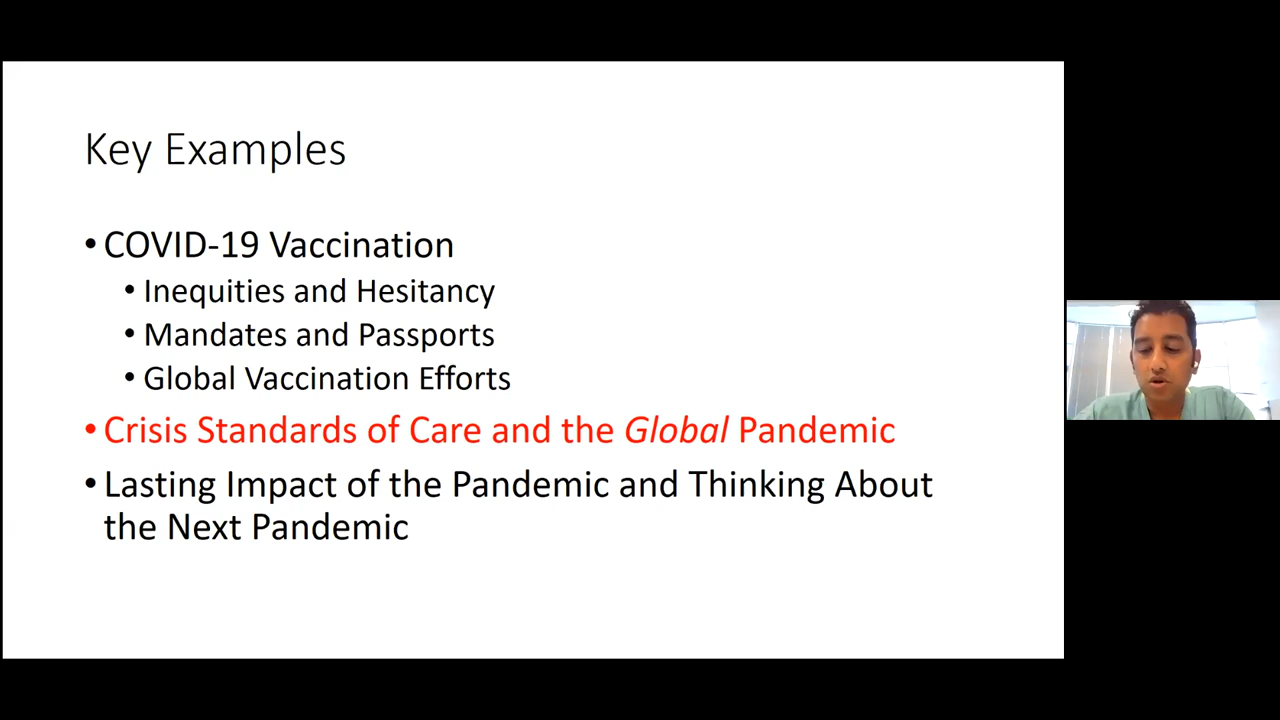 Key Examples
• COVID-19 Vaccination
• Inequities and Hesitancy
• Mandates and Passports
• Global Vaccination Efforts
• Crisis Standards of Care and the Global Pandemic
• Lasting Impact of the Pandemic and Thinking About
the Next Pandemic